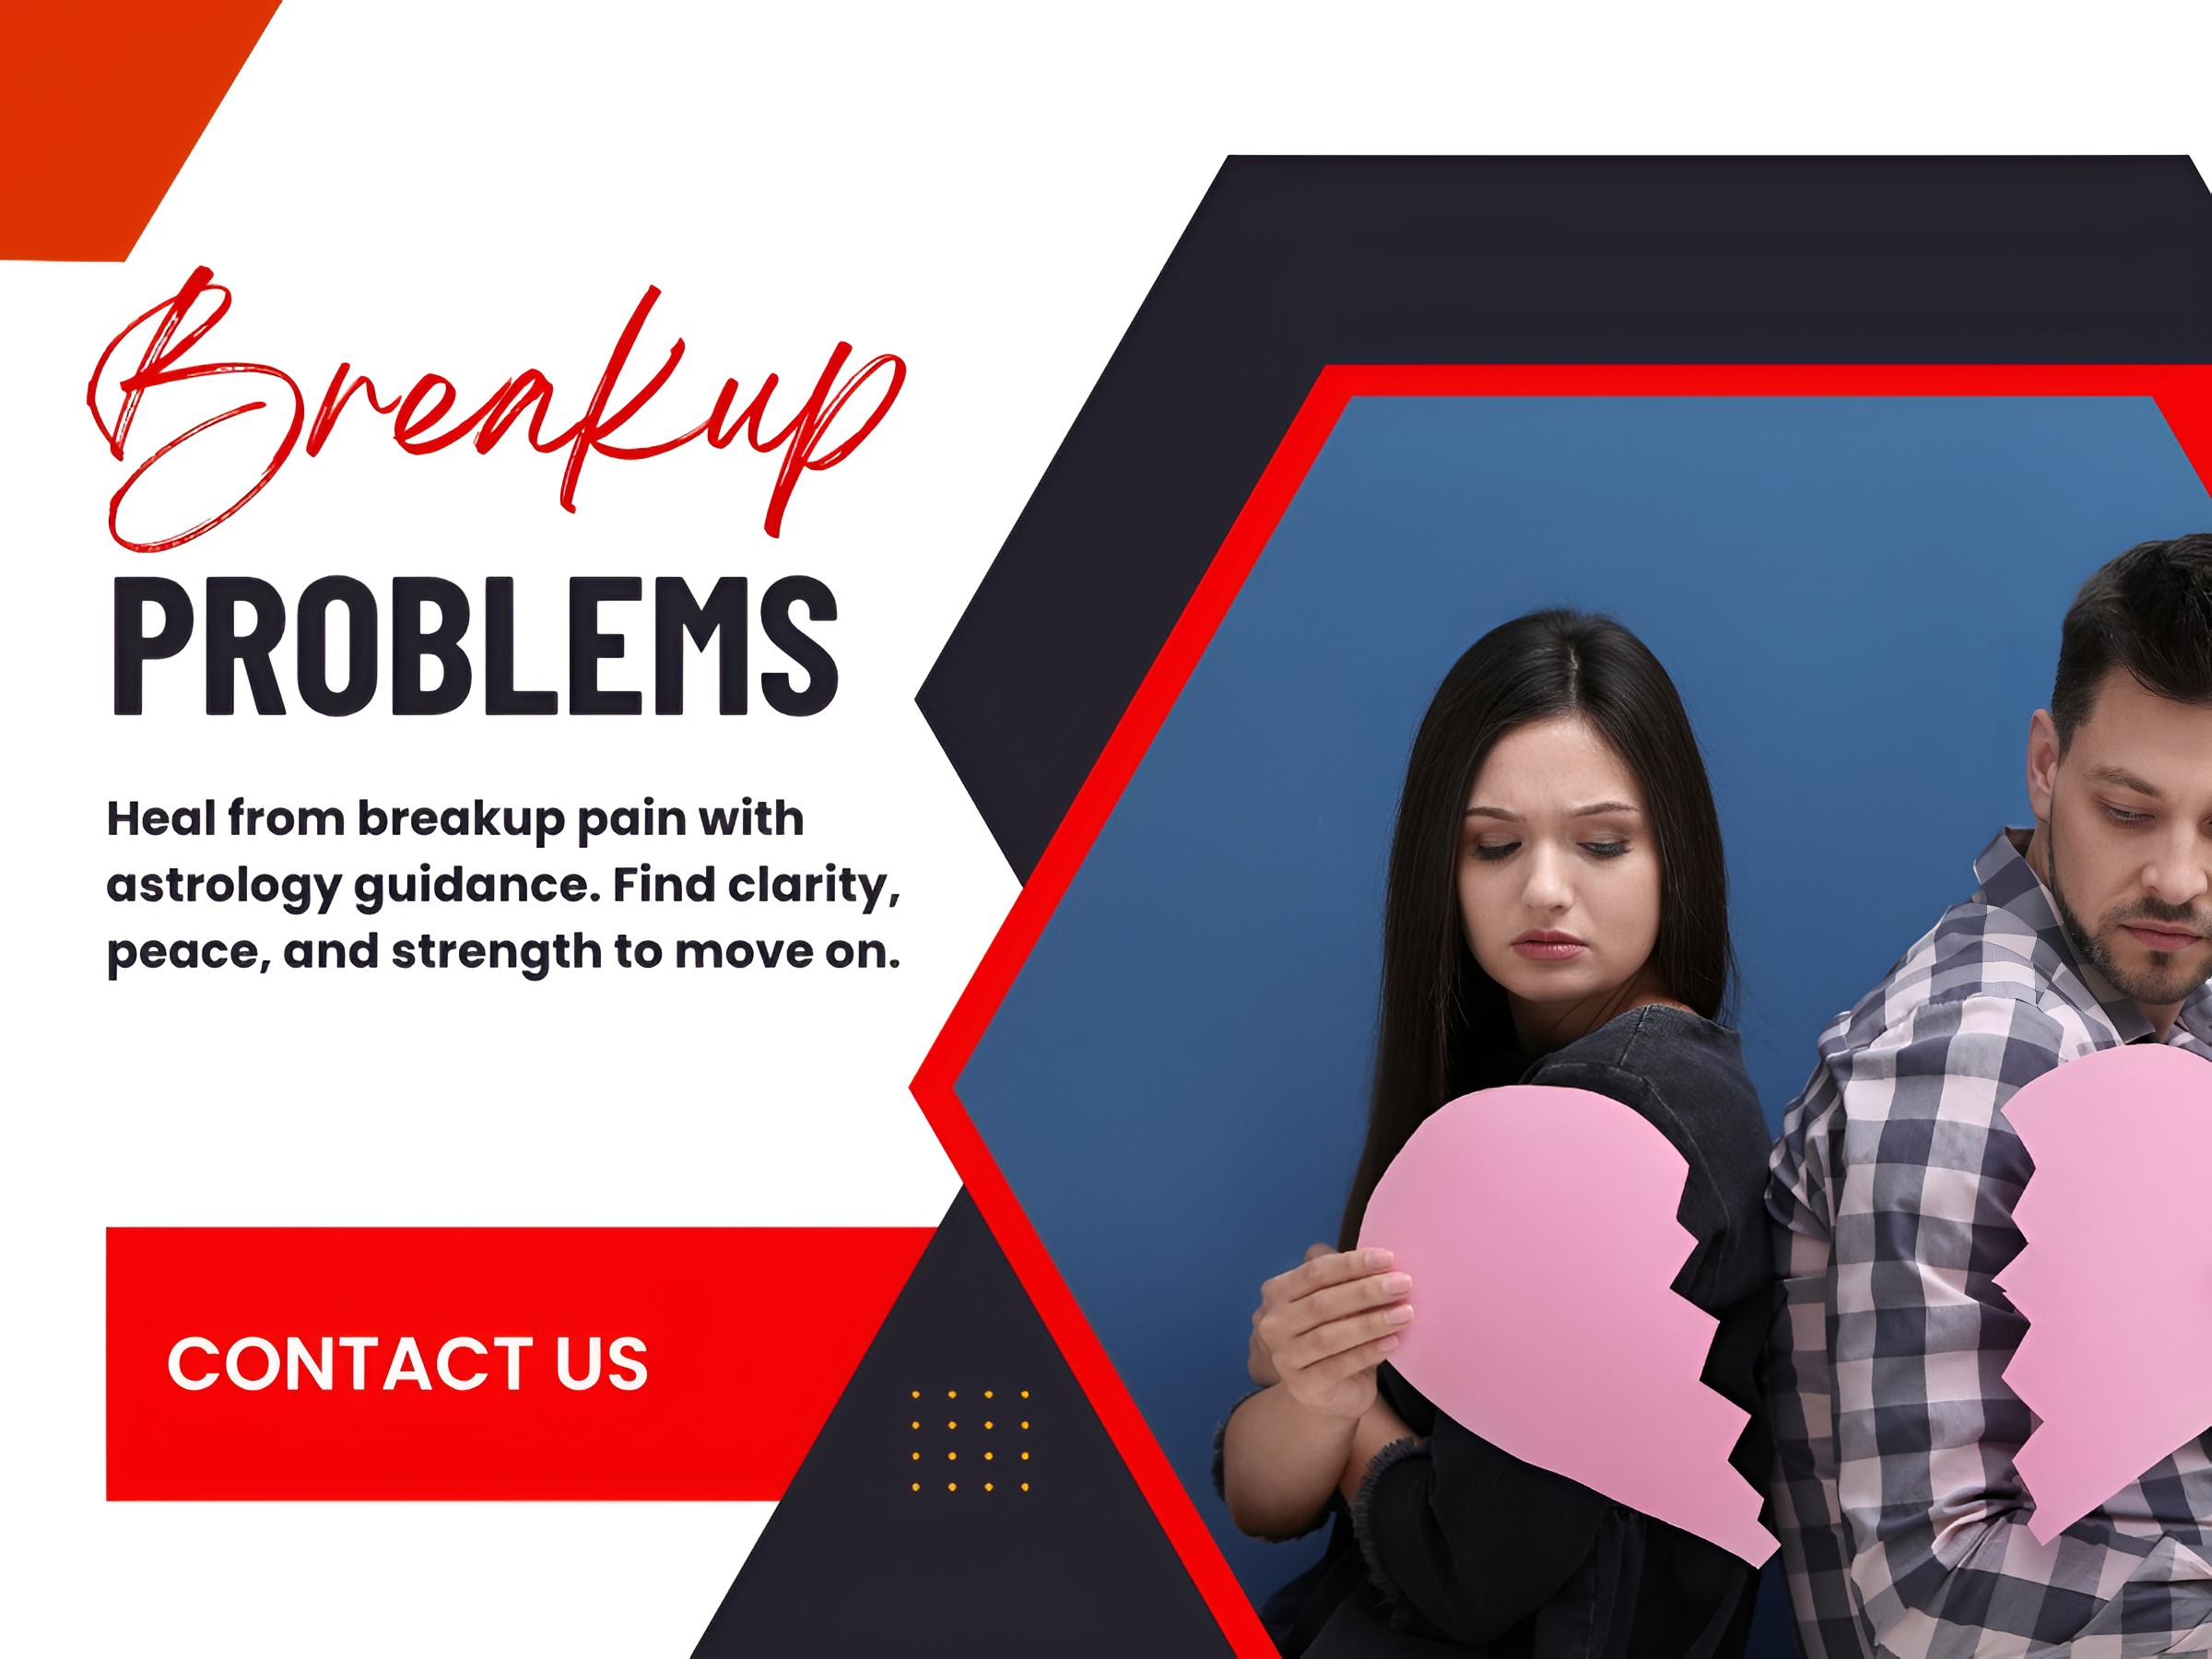 Breakup
PROBLEMS
Heal from breakup pain with
astrology guidance. Find clarity,
peace, and strength to move on.
CONTACT US